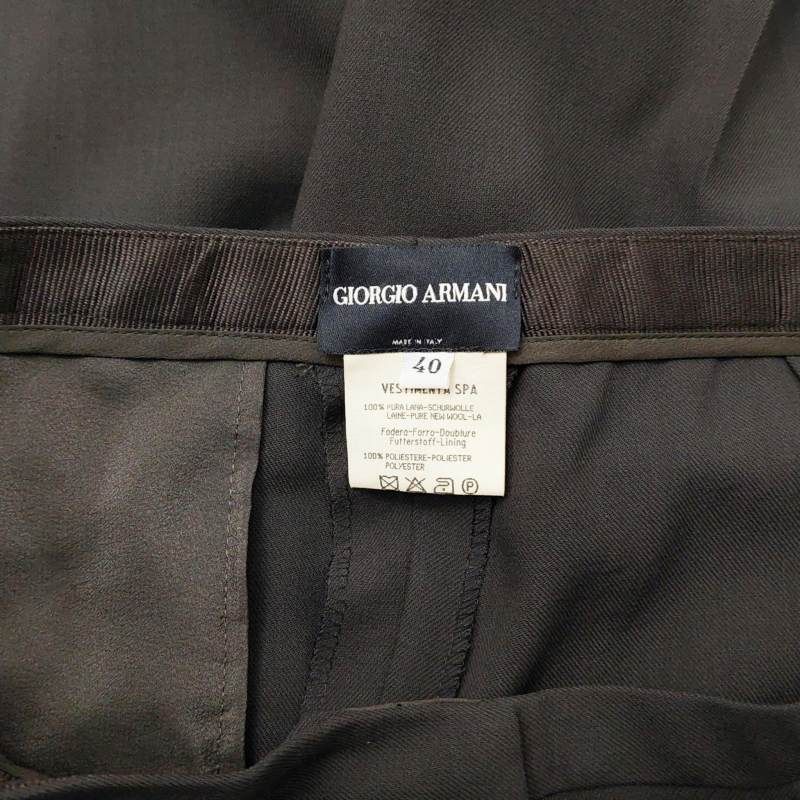 GIORGIO ARMANI
MADE IN ITALY
40
VESTIMENTA SPA
100% PURA LANA-SCHURWOLLE
LAINE-PURE NEW WOOL-LA
Fodera-Forro-Doublure
Futterstoff-Lining
100% POLIESTERE-POLIESTER
POLYESTER
P